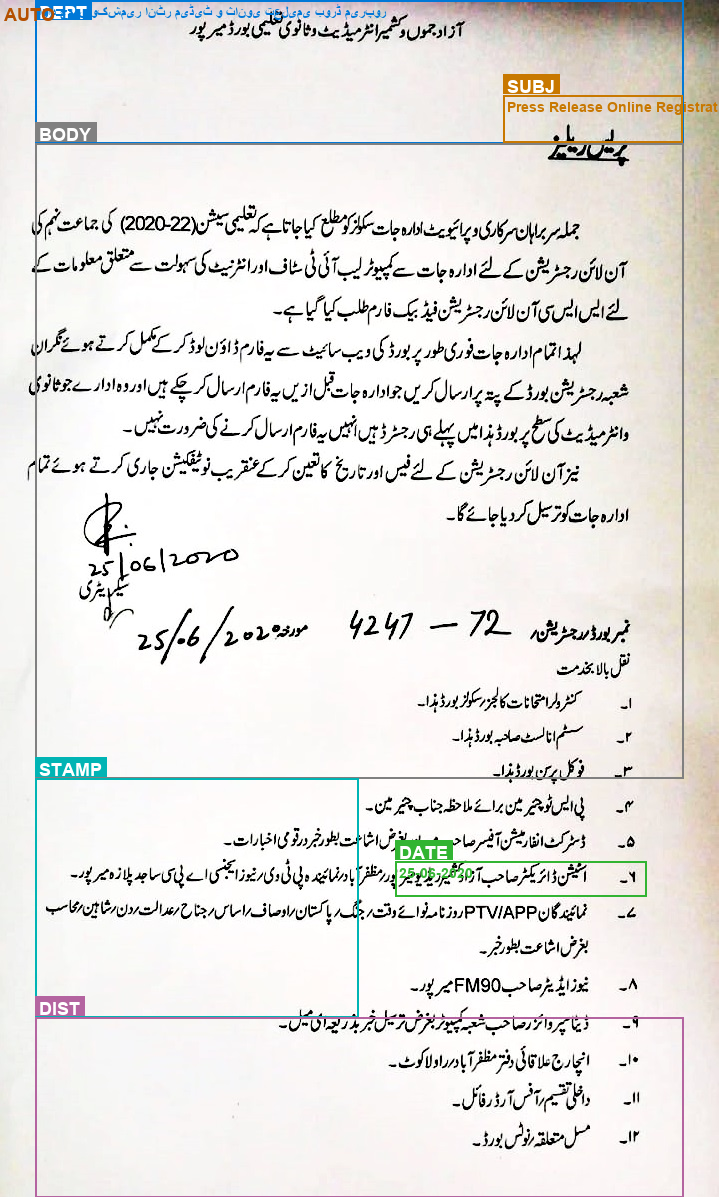 AUTO
DEPT
آزاد جموں و کشمیر انٹرمیڈیٹ و ثانوی تعلیمی بورڈ میرپور
SUBJ
Press Release Online Registrat
BODY
پریس ریلیز
جملہ سربراہان سرکاری و پرائیویٹ ادارہ جات سکولز کو مطلع کیا جاتا ہے کہ تعلیمی سیشن (2020-22) کی جماعت نہم کی
آن لائن رجسٹریشن کے لئے ادارہ جات سے کمپیوٹر لیب آئی ٹی سٹاف اور انٹرنیٹ کی سہولت سے متعلق معلومات کے
لئے ایس ایس سی آن لائن رجسٹریشن فیڈ بیک فارم طلب کیا گیا ہے۔
لہذا تمام ادارہ جات فوری طور پر بورڈ کی ویب سائیٹ سے یہ فارم ڈاؤن لوڈ کر کے مکمل کرتے ہوئے نگران
شعبہ رجسٹریشن بورڈ کے پتہ پر ارسال کریں جو ادارہ جات قبل ازیں یہ فارم ارسال کر چکے ہیں اور وہ ادارے جو ثانوی
و انٹرمیڈیٹ کی سطح پر بورڈ ہذا میں پہلے ہی رجسٹرڈ ہیں انہیں یہ فارم ارسال کرنے کی ضرورت نہیں۔
نیز آن لائن رجسٹریشن کے لئے فیس اور تاریخ کا تعین کر کے عنقریب نوٹیفکیشن جاری کرتے ہوئے تمام
ادارہ جات کو ترسیل کر دیا جائے گا۔
25/06/2020
سیکریٹری
نمبر بورڈ/رجسٹریشن/ 4247 — 72 مورخہ 25/06/2020
نقل بالا بخدمت
۱۔ کنٹرولر امتحانات کالجز/سکولز بورڈ ہذا۔
۲۔ سسٹم انالسٹ صاحبہ بورڈ ہذا۔
۳۔ فوکل پرسن بورڈ ہذا۔
STAMP
۴۔ پی ایس ٹو چیئرمین برائے ملاحظہ جناب چیئرمین۔
۵۔ ڈسٹرکٹ انفارمیشن آفیسر صاحب بغرض اشاعت بطور خبر در قومی اخبارات۔
DATE
25-06-2020
۶۔ اسٹیشن ڈائریکٹر صاحب آزاد کشمیر ریڈیو میرپور/مظفر آباد/نمائیندہ پی ٹی وی/نیوز ایجنسی اے پی سی ساجد پلازہ میرپور۔
۷۔ نمائیندگان PTV/APP روزنامہ نوائے وقت/جنگ/پاکستان/اوصاف/اساس/جناح/عدالت/دن/شاہین/محاسب
بغرض اشاعت بطور خبر۔
۸۔ نیوز ایڈیٹر صاحب FM90 میرپور۔
DIST
۹۔ ڈیٹا سپروائزر صاحب شعبہ کمپیوٹر بغرض ترسیل خبر بذریعہ ای میل۔
۱۰۔ انچارج علاقائی دفتر مظفر آباد/راولاکوٹ۔
۱۱۔ داخلی تقسیم/آفس آرڈر فائل۔
۱۲۔ مسل متعلقہ/نوٹس بورڈ۔